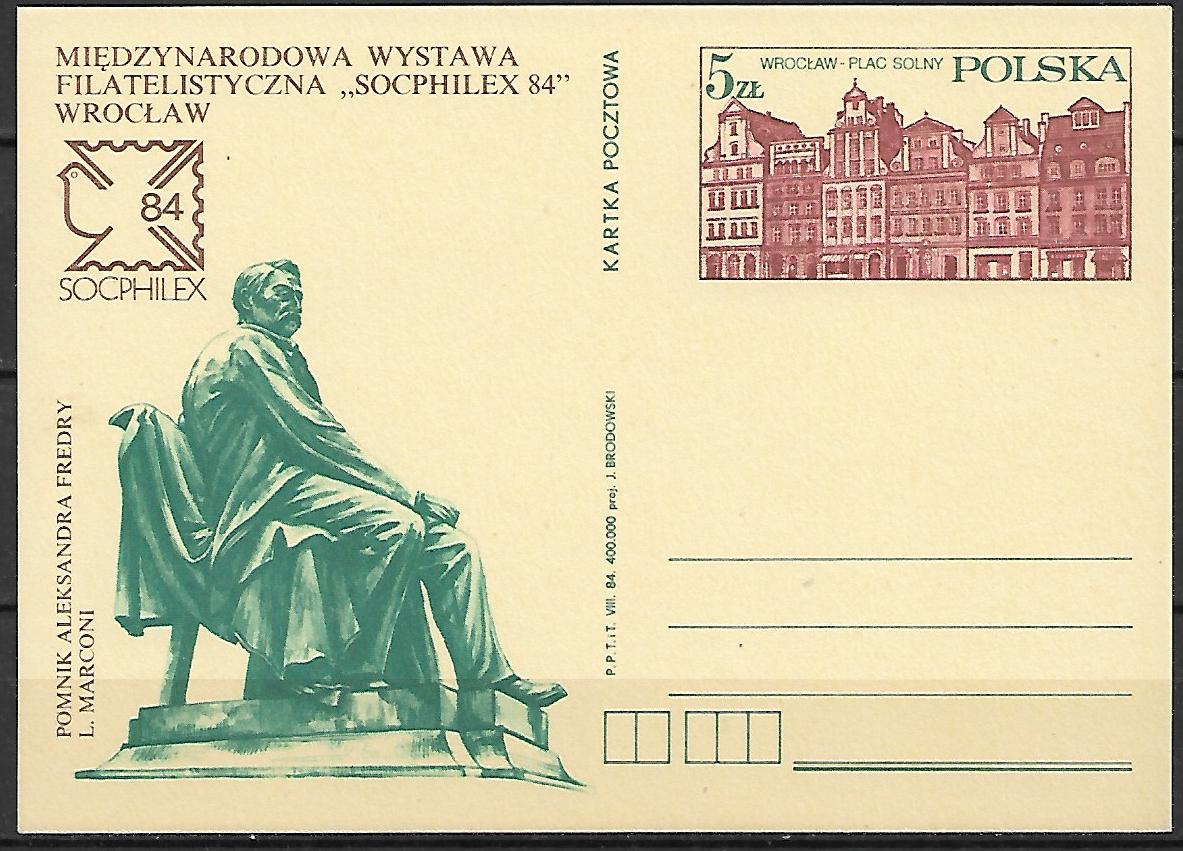 MIĘDZYNARODOWA WYSTAWA
FILATELISTYCZNA „SOCPHILEX 84”
WROCŁAW
84
SOCPHILEX
POMNIK ALEKSANDRA FREDRY
L. MARCONI
KARTKA POCZTOWA
P.P.T.iT. VIII. 84. 400.000 proj. J. BRODOWSKI
5 ZŁ
WROCŁAW - PLAC SOLNY
POLSKA